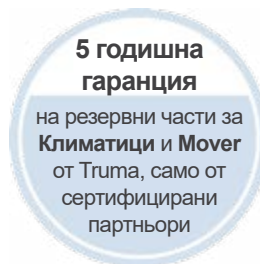 5 годишна
гаранция
на резервни части за
Климатици и Mover
от Truma, само от
сертифицирани
партньори